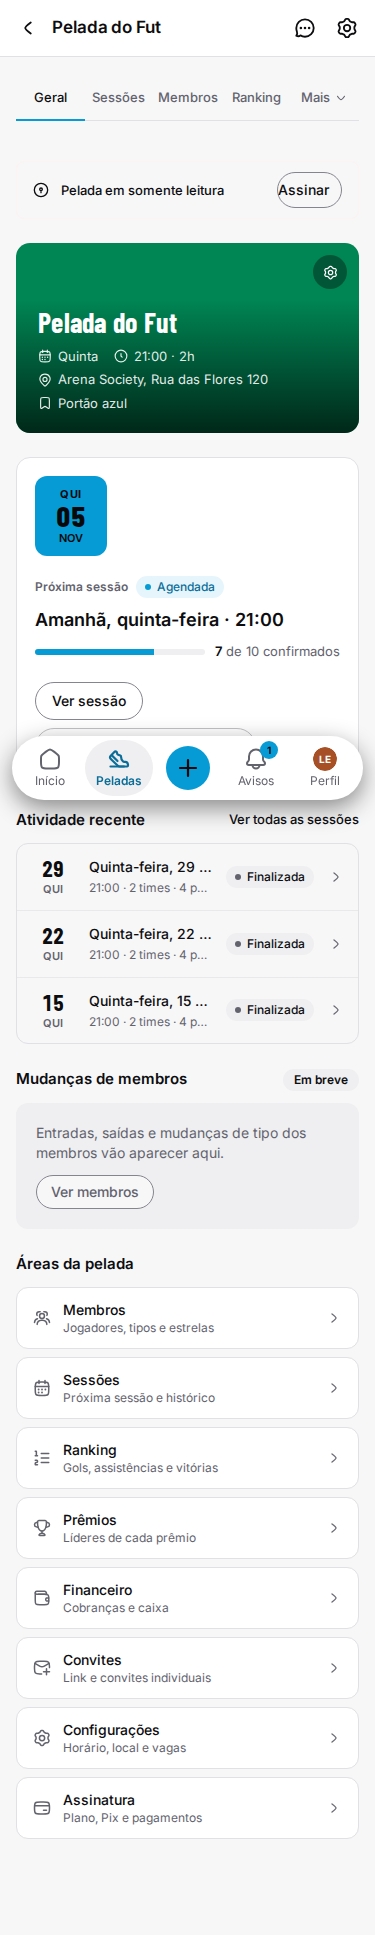 Pelada do Fut
Geral Sessões Membros Ranking Mais
Pelada em somente leitura Assinar
Pelada do Fut
Quinta 21:00 · 2h
Arena Society, Rua das Flores 120
Portão azul
QUI
05
NOV
Próxima sessão Agendada
Amanhã, quinta-feira · 21:00
7 de 10 confirmados
Ver sessão
1
Início Peladas Avisos LE Perfil
Atividade recente Ver todas as sessões
29 Quinta-feira, 29 ... Finalizada
QUI 21:00 · 2 times · 4 p...
22 Quinta-feira, 22 ... Finalizada
QUI 21:00 · 2 times · 4 p...
15 Quinta-feira, 15 ... Finalizada
QUI 21:00 · 2 times · 4 p...
Mudanças de membros Em breve
Entradas, saídas e mudanças de tipo dos
membros vão aparecer aqui.
Ver membros
Áreas da pelada
Membros
Jogadores, tipos e estrelas
Sessões
Próxima sessão e histórico
Ranking
Gols, assistências e vitórias
Prêmios
Líderes de cada prêmio
Financeiro
Cobranças e caixa
Convites
Link e convites individuais
Configurações
Horário, local e vagas
Assinatura
Plano, Pix e pagamentos